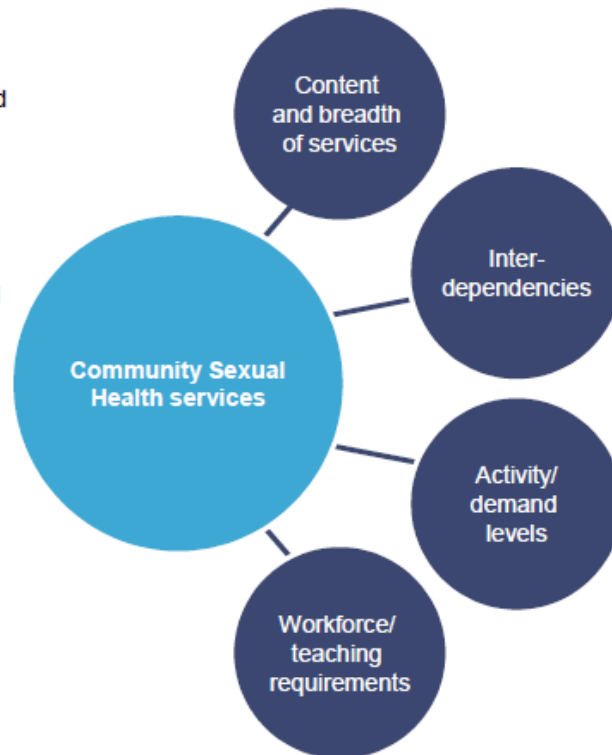 Content
and breadth
of services
Inter-
dependencies
Community Sexual
Health services
Activity/
demand
levels
Workforce/
teaching
requirements